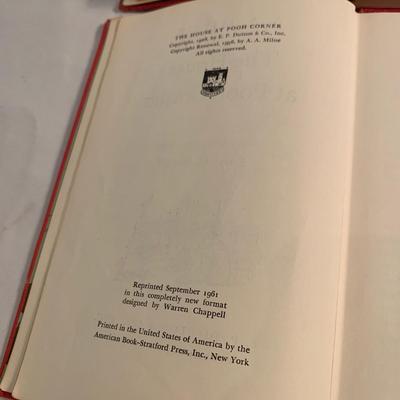 THE HOUSE AT POOH CORNER
Copyright, 1928, by E. P. Dutton & Co., Inc.
Copyright Renewal, 1956, by A. A. Milne
All rights reserved.
Reprinted September 1961
in this completely new format
designed by Warren Chappell
Printed in the United States of America by the
American Book–Stratford Press, Inc., New York